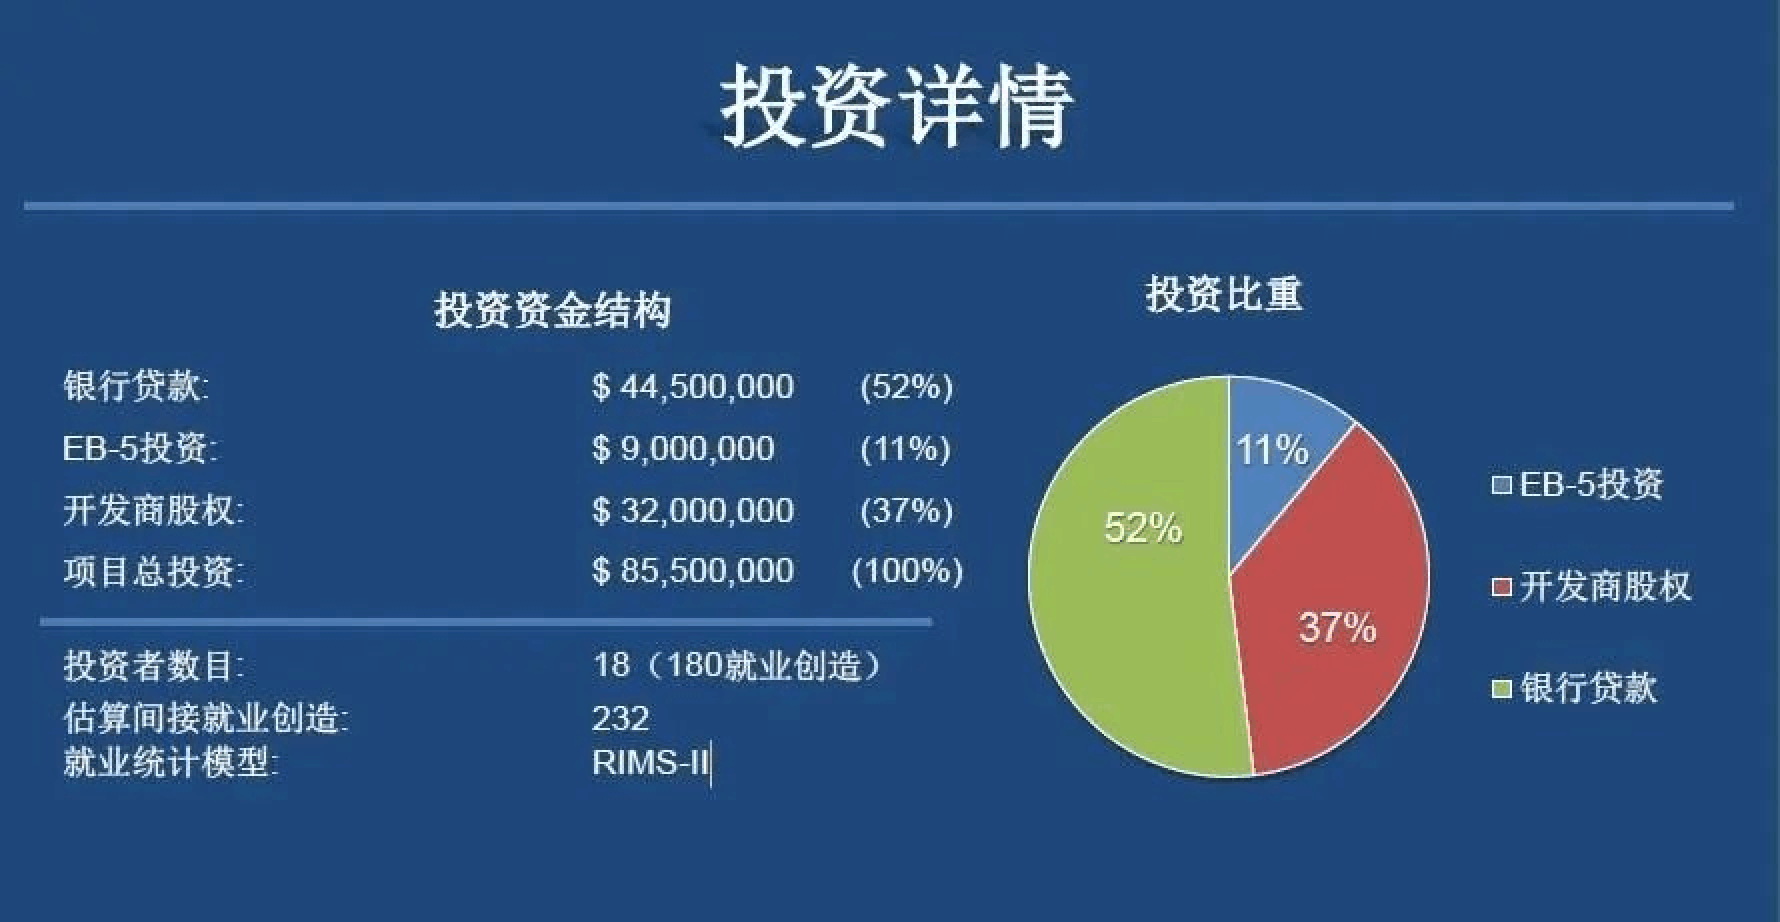 投资详情
投资资金结构
银行贷款: $ 44,500,000 (52%)
EB-5投资: $ 9,000,000 (11%)
开发商股权: $ 32,000,000 (37%)
项目总投资: $ 85,500,000 (100%)
投资者数目: 18（180就业创造）
估算间接就业创造: 232
就业统计模型: RIMS-II
投资比重
11%
52%
37%
EB-5投资
开发商股权
银行贷款